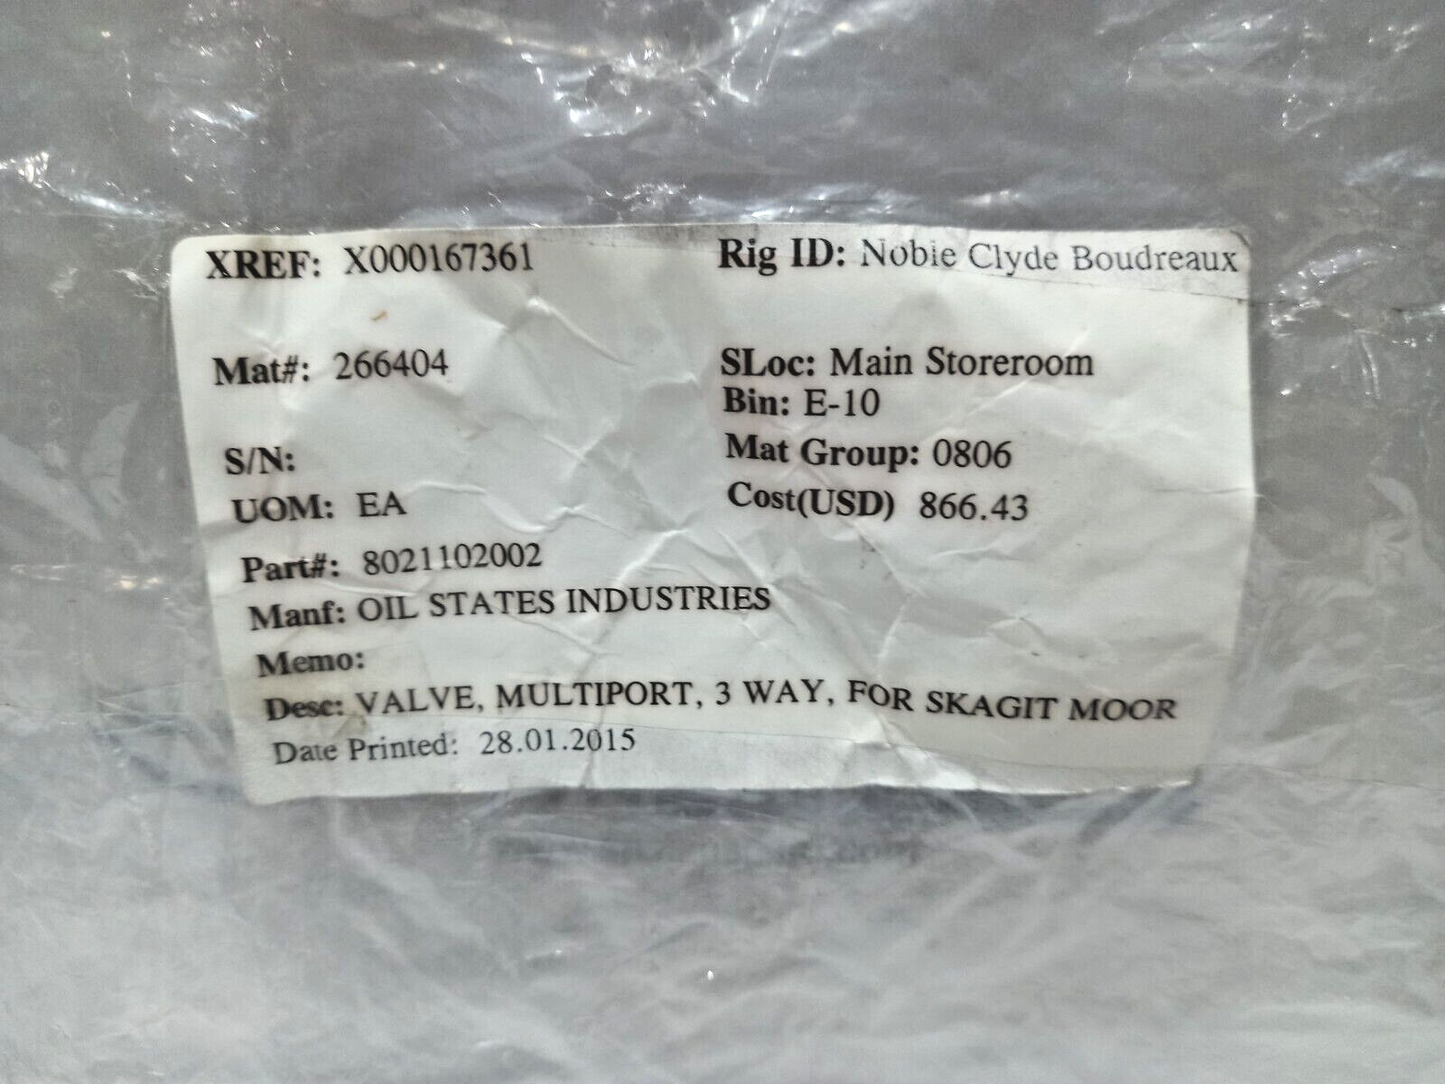 XREF: X000167361
Rig ID: Noble Clyde Boudreaux
Mat#: 266404
SLoc: Main Storeroom
Bin: E-10
S/N:
Mat Group: 0806
UOM: EA
Cost(USD) 866.43
Part#: 8021102002
Manf: OIL STATES INDUSTRIES
Memo:
Desc: VALVE, MULTIPORT, 3 WAY, FOR SKAGIT MOOR
Date Printed: 28.01.2015